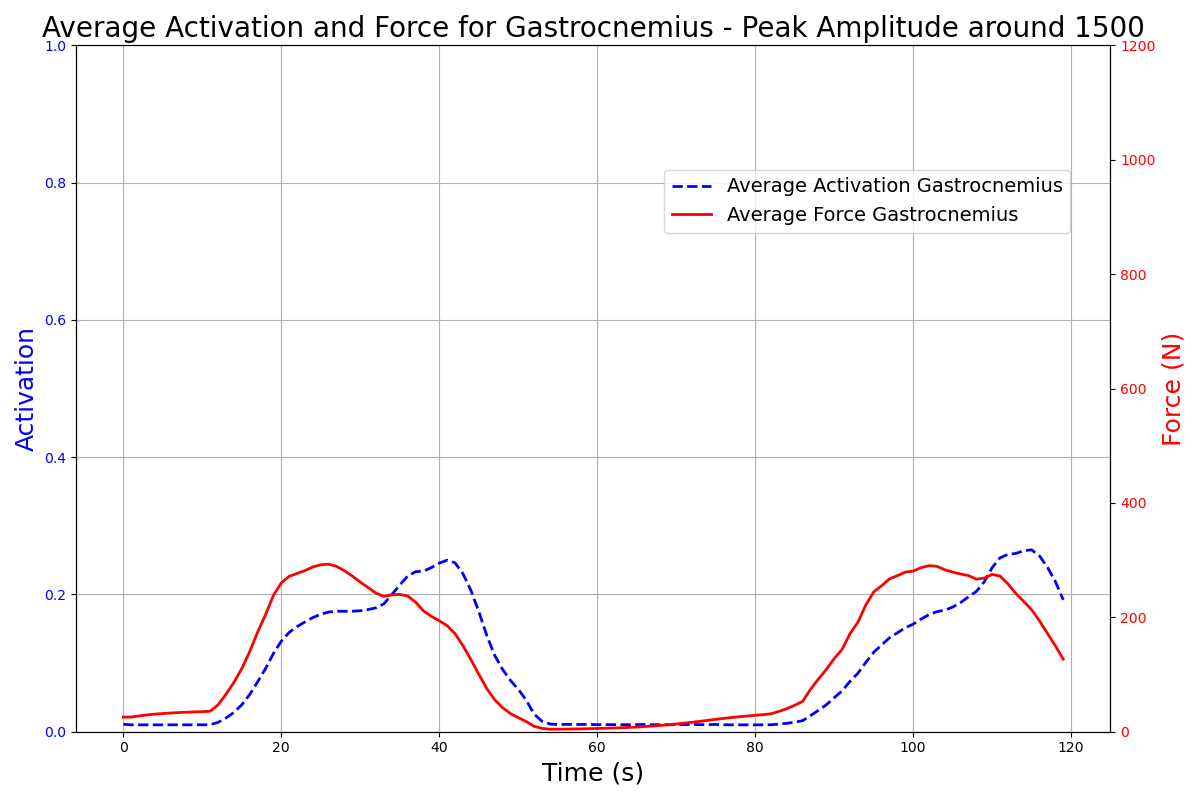 Average Activation and Force for Gastrocnemius - Peak Amplitude around 1500
1.0
0.8
0.6
0.4
0.2
0.0
Activation
1200
1000
800
600
400
200
0
Force (N)
Average Activation Gastrocnemius
Average Force Gastrocnemius
0 20 40 60 80 100 120
Time (s)